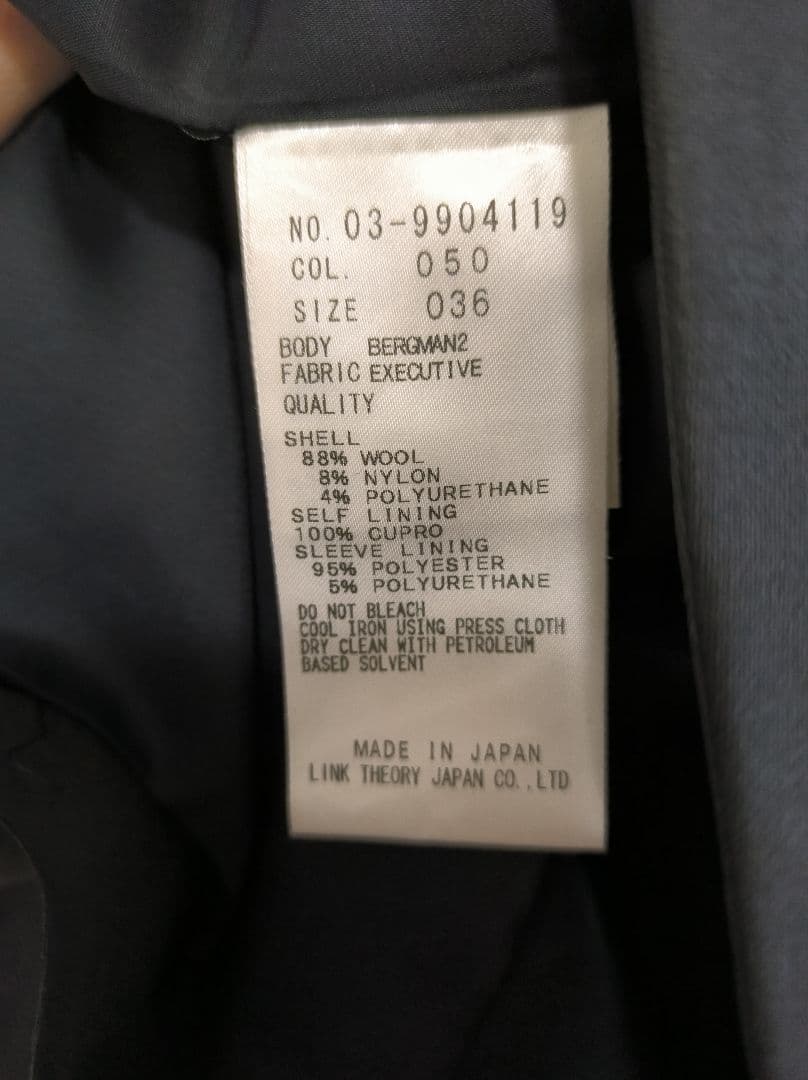 NO. 03-9904119
COL. 050
SIZE 036
BODY BERGMAN2
FABRIC EXECUTIVE
QUALITY
SHELL
88% WOOL
8% NYLON
4% POLYURETHANE
SELF LINING
100% CUPRO
SLEEVE LINING
95% POLYESTER
5% POLYURETHANE
DO NOT BLEACH
COOL IRON USING PRESS CLOTH
DRY CLEAN WITH PETROLEUM
BASED SOLVENT
MADE IN JAPAN
LINK THEORY JAPAN CO.,LTD